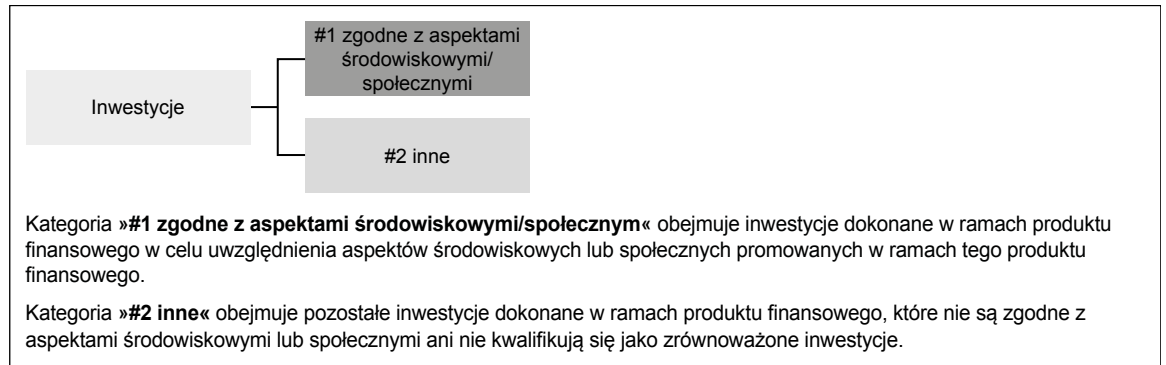 #1 zgodne z aspektami
środowiskowymi/
społecznymi
Inwestycje
#2 inne
Kategoria »#1 zgodne z aspektami środowiskowymi/społecznym« obejmuje inwestycje dokonane w ramach produktu
finansowego w celu uwzględnienia aspektów środowiskowych lub społecznych promowanych w ramach tego produktu
finansowego.
Kategoria »#2 inne« obejmuje pozostałe inwestycje dokonane w ramach produktu finansowego, które nie są zgodne z
aspektami środowiskowymi lub społecznymi ani nie kwalifikują się jako zrównoważone inwestycje.